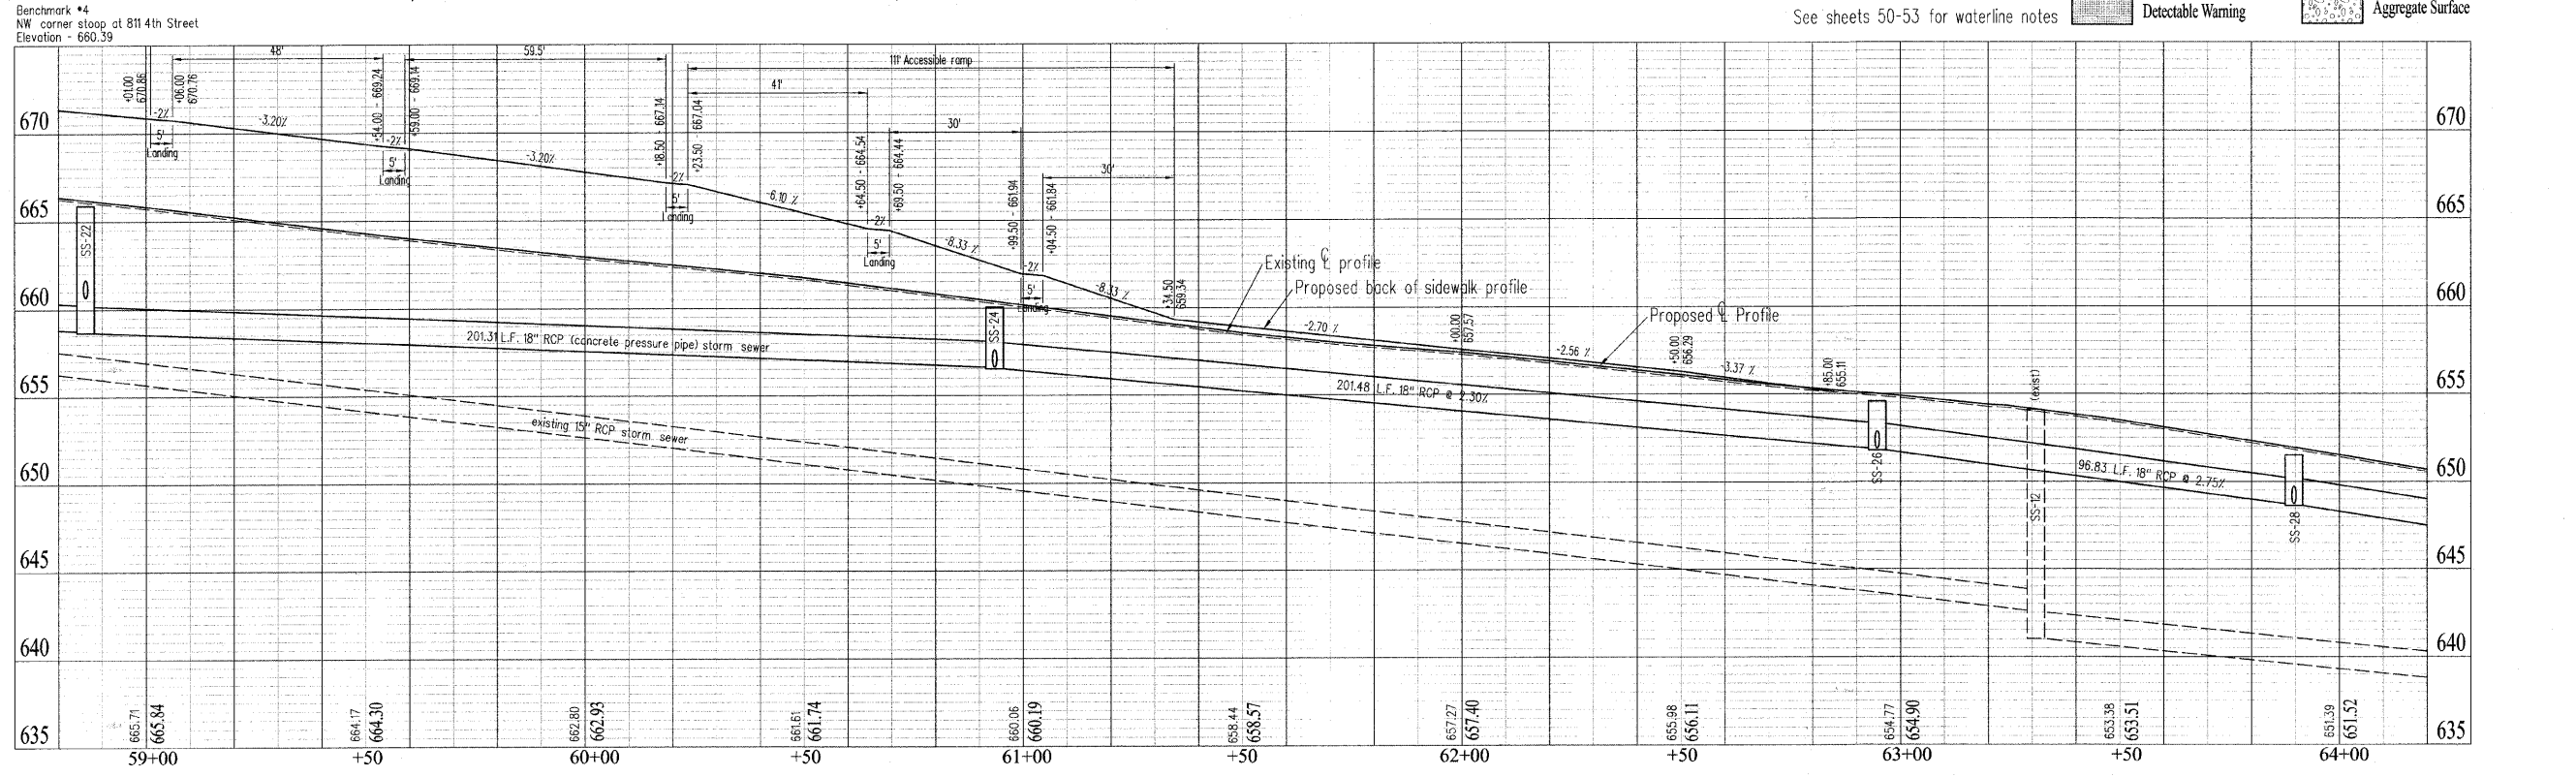 Benchmark #4
NW corner stoop at 811 4th Street
Elevation - 660.39
See sheets 50-53 for waterline notes
Detectable Warning
Aggregate Surface
48'
59.5'
111' Accessible ramp
41'
30'
30'
+01.00
670.86
+06.00
670.76
+54.00 - 669.24
+59.00 - 669.14
+18.50 - 667.14
+23.50 - 667.04
+64.50 - 664.54
+69.50 - 664.44
+99.50 - 661.94
+04.50 - 661.84
+34.50
659.34
+00.00
657.57
+50.00
656.29
+85.00
655.11
-2%
5'
Landing
-3.20%
-2%
5'
Landing
-3.20%
-2%
5'
Landing
-6.10 %
-2%
5'
Landing
-8.33 %
-2%
5'
Landing
-8.33 %
-2.70 %
-2.56 %
-3.37 %
Existing ℄ profile
Proposed back of sidewalk profile
Proposed ℄ Profile
SS-22
SS-24
SS-26
(exist)
SS-12
SS-28
201.31 L.F. 18" RCP (concrete pressure pipe) storm sewer
201.48 L.F. 18" RCP @ 2.30%
96.83 L.F. 18" RCP @ 2.75%
existing 15" RCP storm sewer
670
665
660
655
650
645
640
635
670
665
660
655
650
645
640
635
665.71
665.84
664.17
664.30
662.80
662.93
661.61
661.74
660.06
660.19
658.44
658.57
657.27
657.40
655.98
656.11
654.77
654.90
653.38
653.51
651.39
651.52
59+00
+50
60+00
+50
61+00
+50
62+00
+50
63+00
+50
64+00